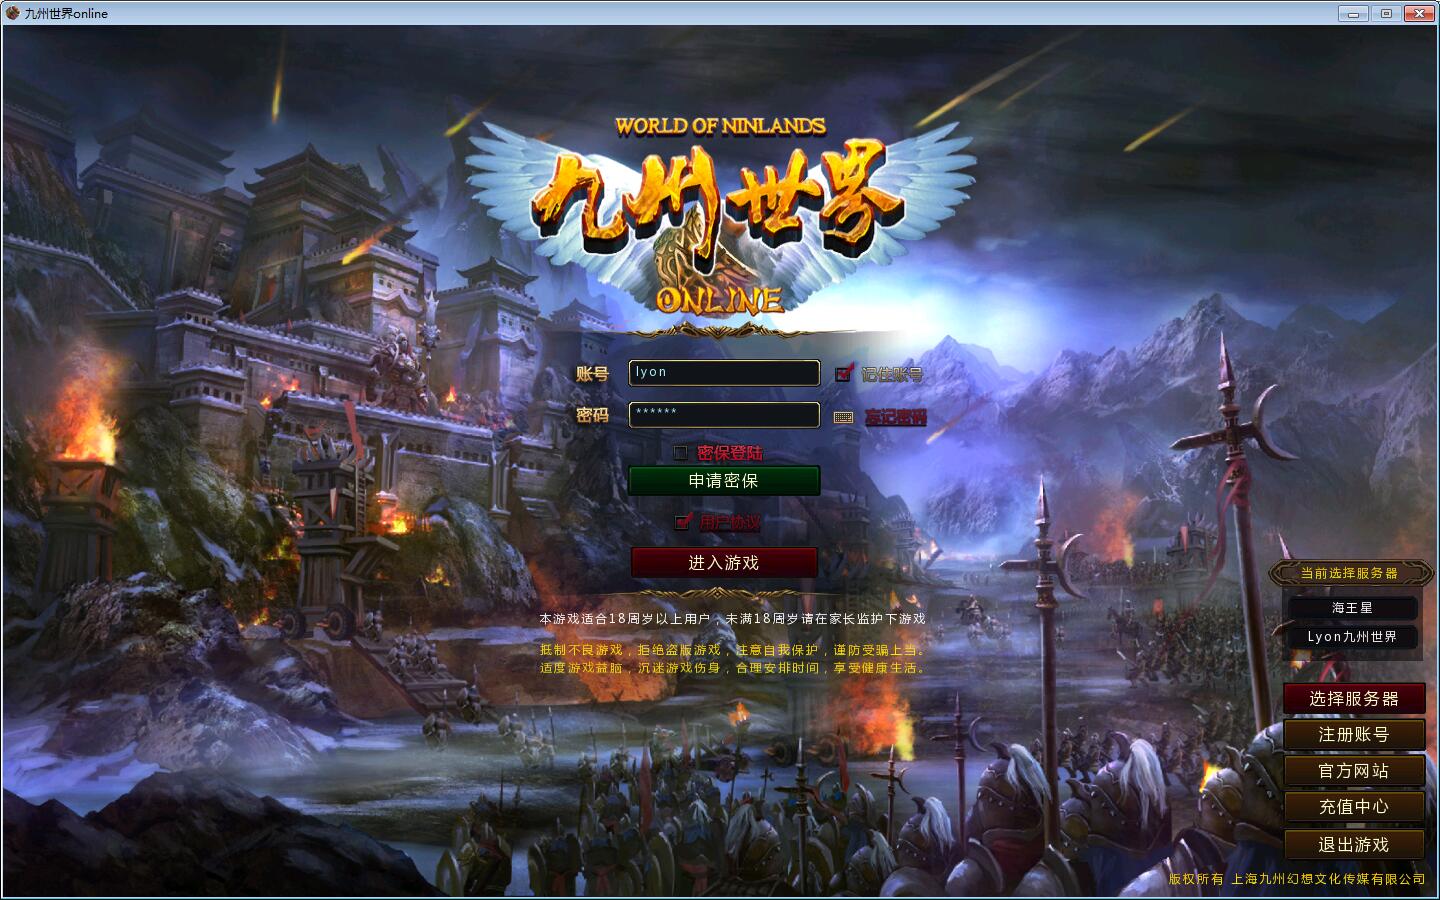 九州世界online
WORLD OF NINLANDS
九州世界
ONLINE
账号 lyon 记住账号
密码 ****** 忘记密码
密保登陆
申请密保
用户协议
进入游戏
本游戏适合18周岁以上用户，未满18周岁请在家长监护下游戏
抵制不良游戏，拒绝盗版游戏，注意自我保护，谨防受骗上当。
适度游戏益脑，沉迷游戏伤身，合理安排时间，享受健康生活。
当前选择服务器
海王星
Lyon九州世界
选择服务器
注册账号
官方网站
充值中心
退出游戏
版权所有 上海九州幻想文化传媒有限公司